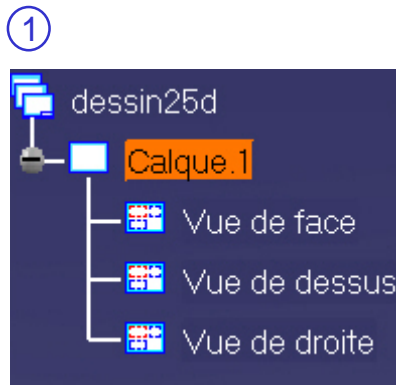 1
dessin25d
Calque.1
Vue de face
Vue de dessus
Vue de droite